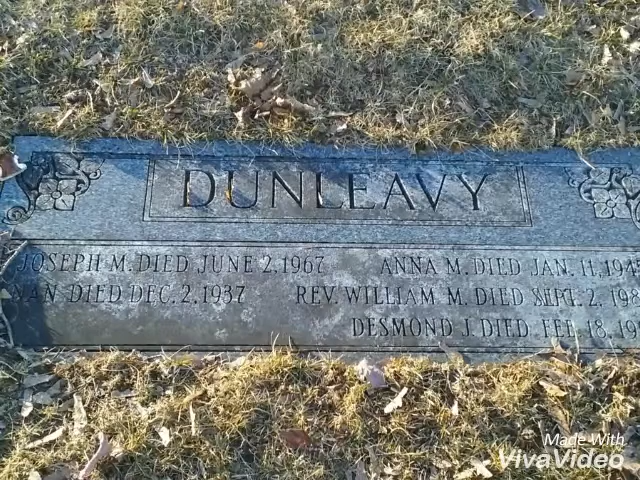 DUNLEAVY
JOSEPH M. DIED JUNE 2, 1967 ANNA M. DIED JAN. 11,
DIED DEC. 2, 1937 REV. WILLIAM M. DIED SEPT. 2,
DESMOND J. DIED FEB. 18,
Made With
VivaVideo